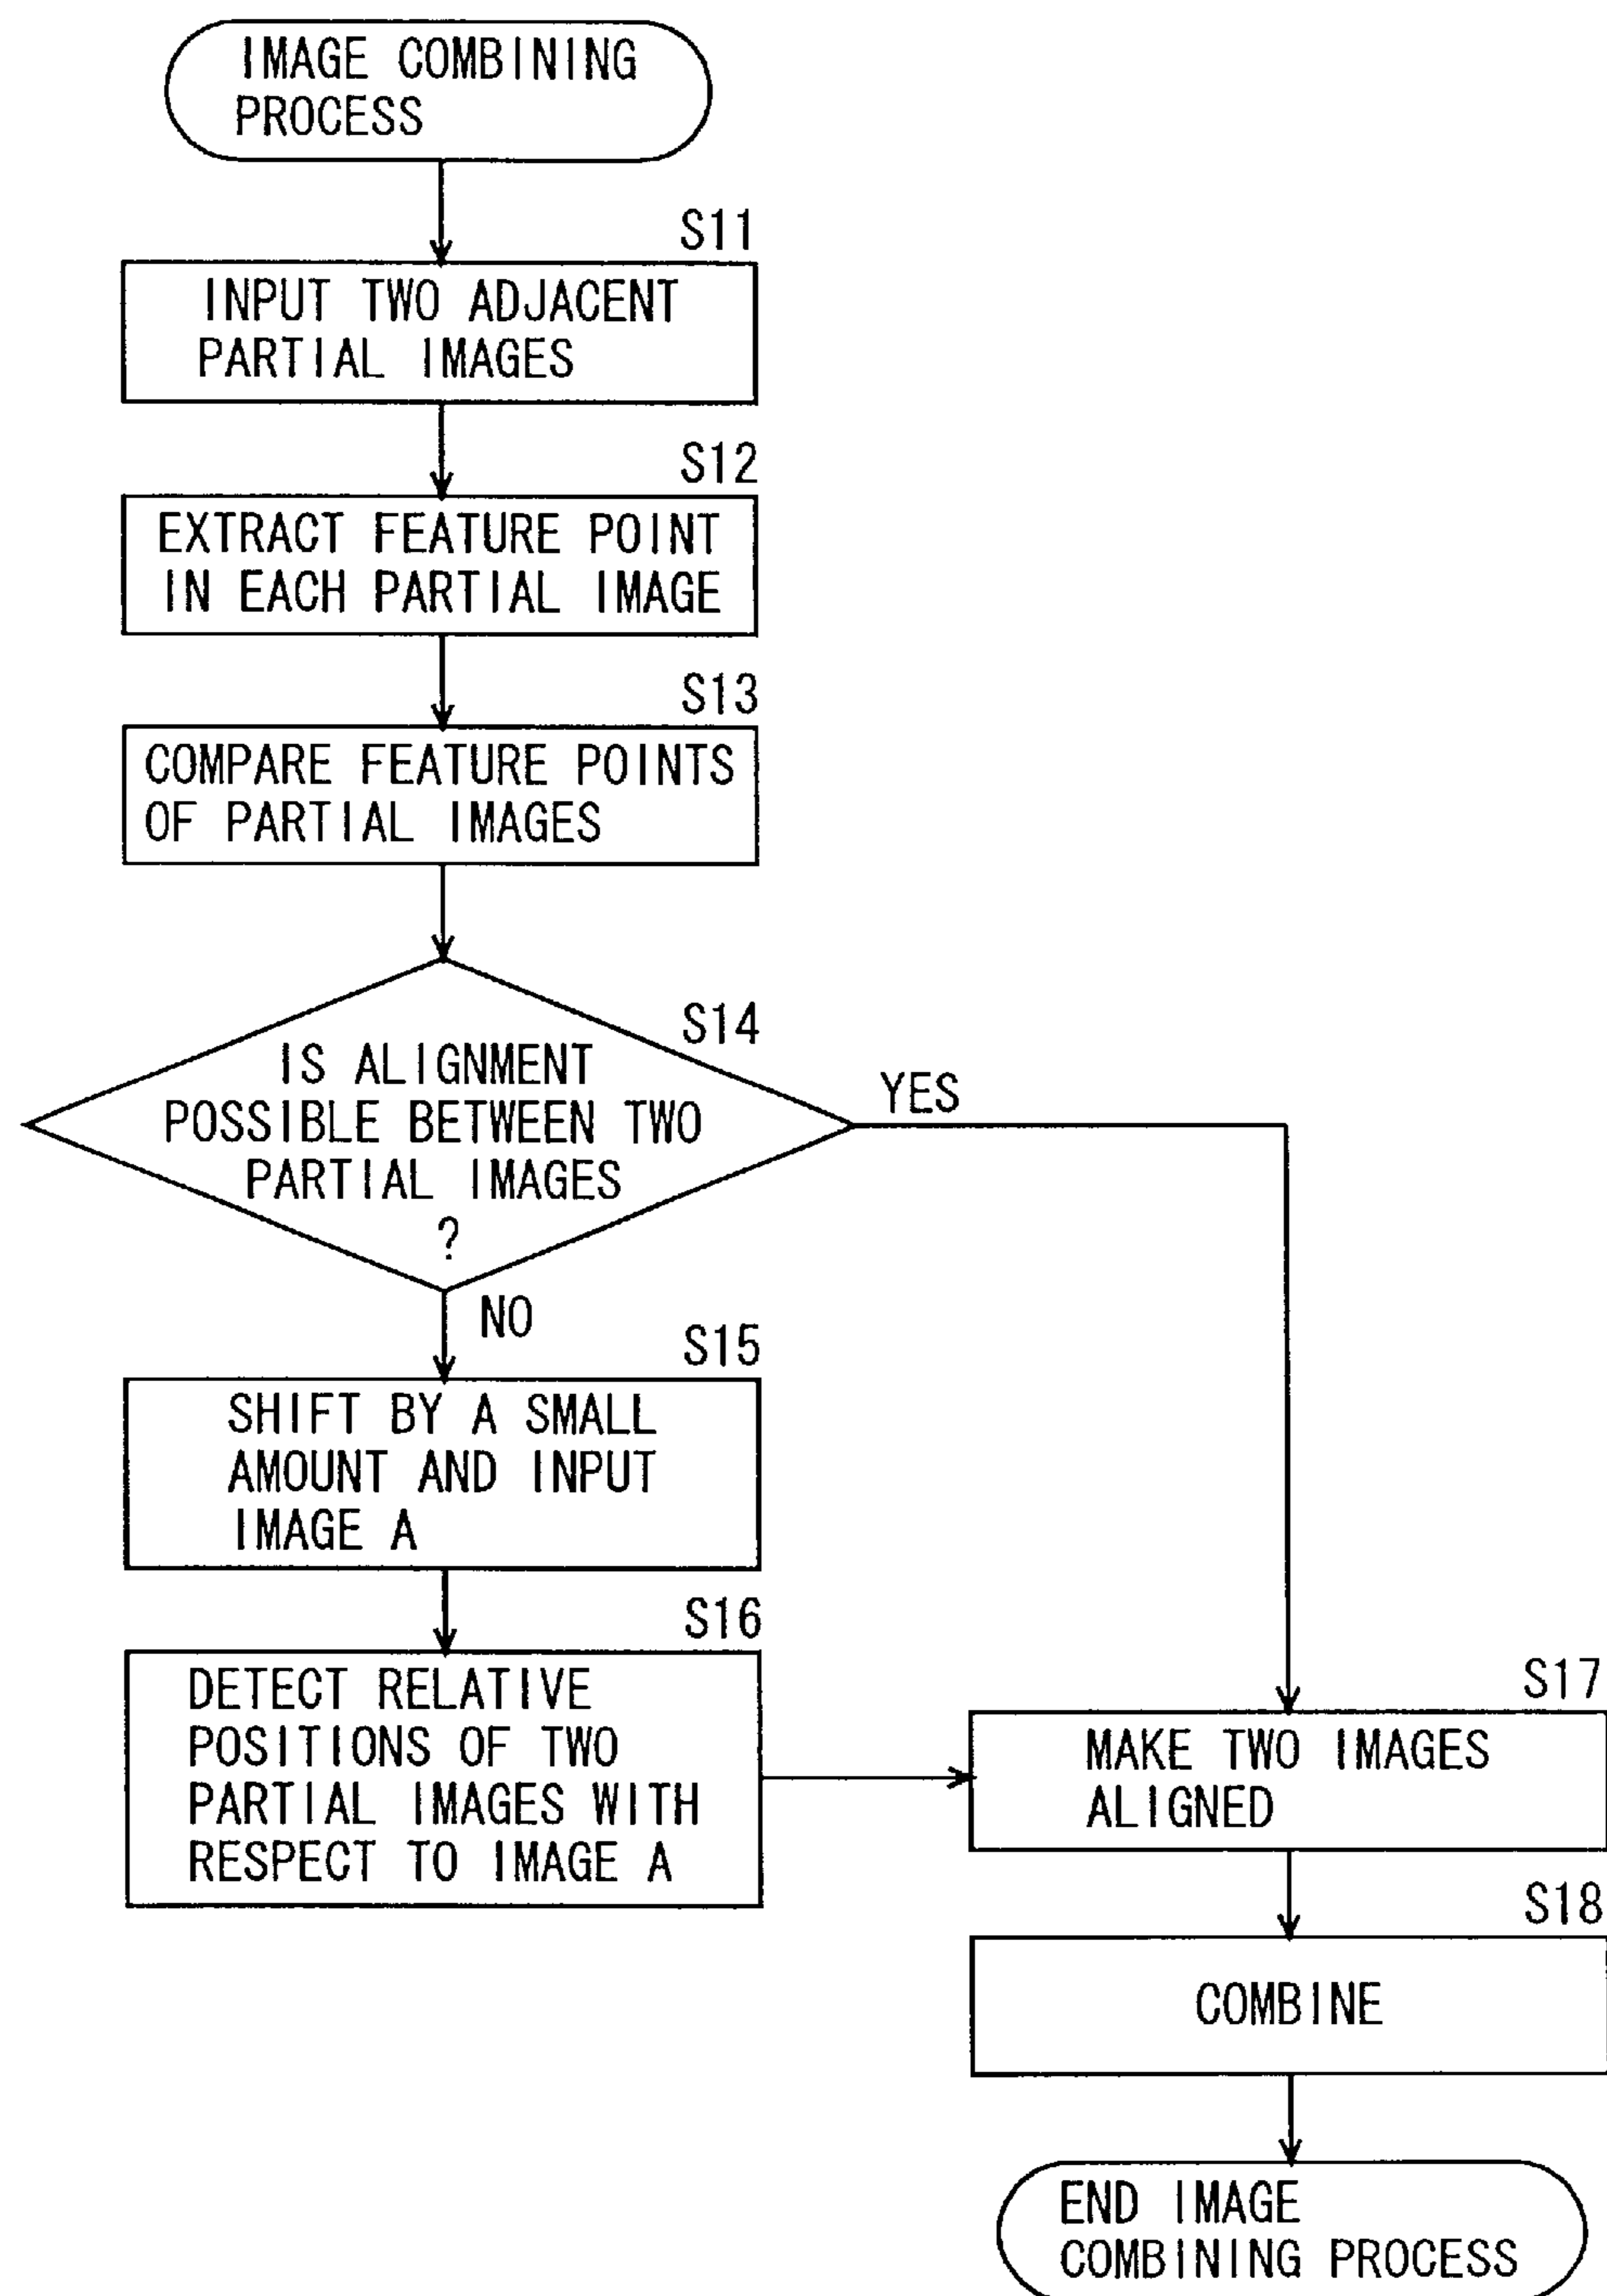 IMAGE COMBINING
PROCESS
S11
INPUT TWO ADJACENT
PARTIAL IMAGES
S12
EXTRACT FEATURE POINT
IN EACH PARTIAL IMAGE
S13
COMPARE FEATURE POINTS
OF PARTIAL IMAGES
S14
IS ALIGNMENT
POSSIBLE BETWEEN TWO
PARTIAL IMAGES
?
YES
NO
S15
SHIFT BY A SMALL
AMOUNT AND INPUT
IMAGE A
S16
DETECT RELATIVE
POSITIONS OF TWO
PARTIAL IMAGES WITH
RESPECT TO IMAGE A
S17
MAKE TWO IMAGES
ALIGNED
S18
COMBINE
END IMAGE
COMBINING PROCESS